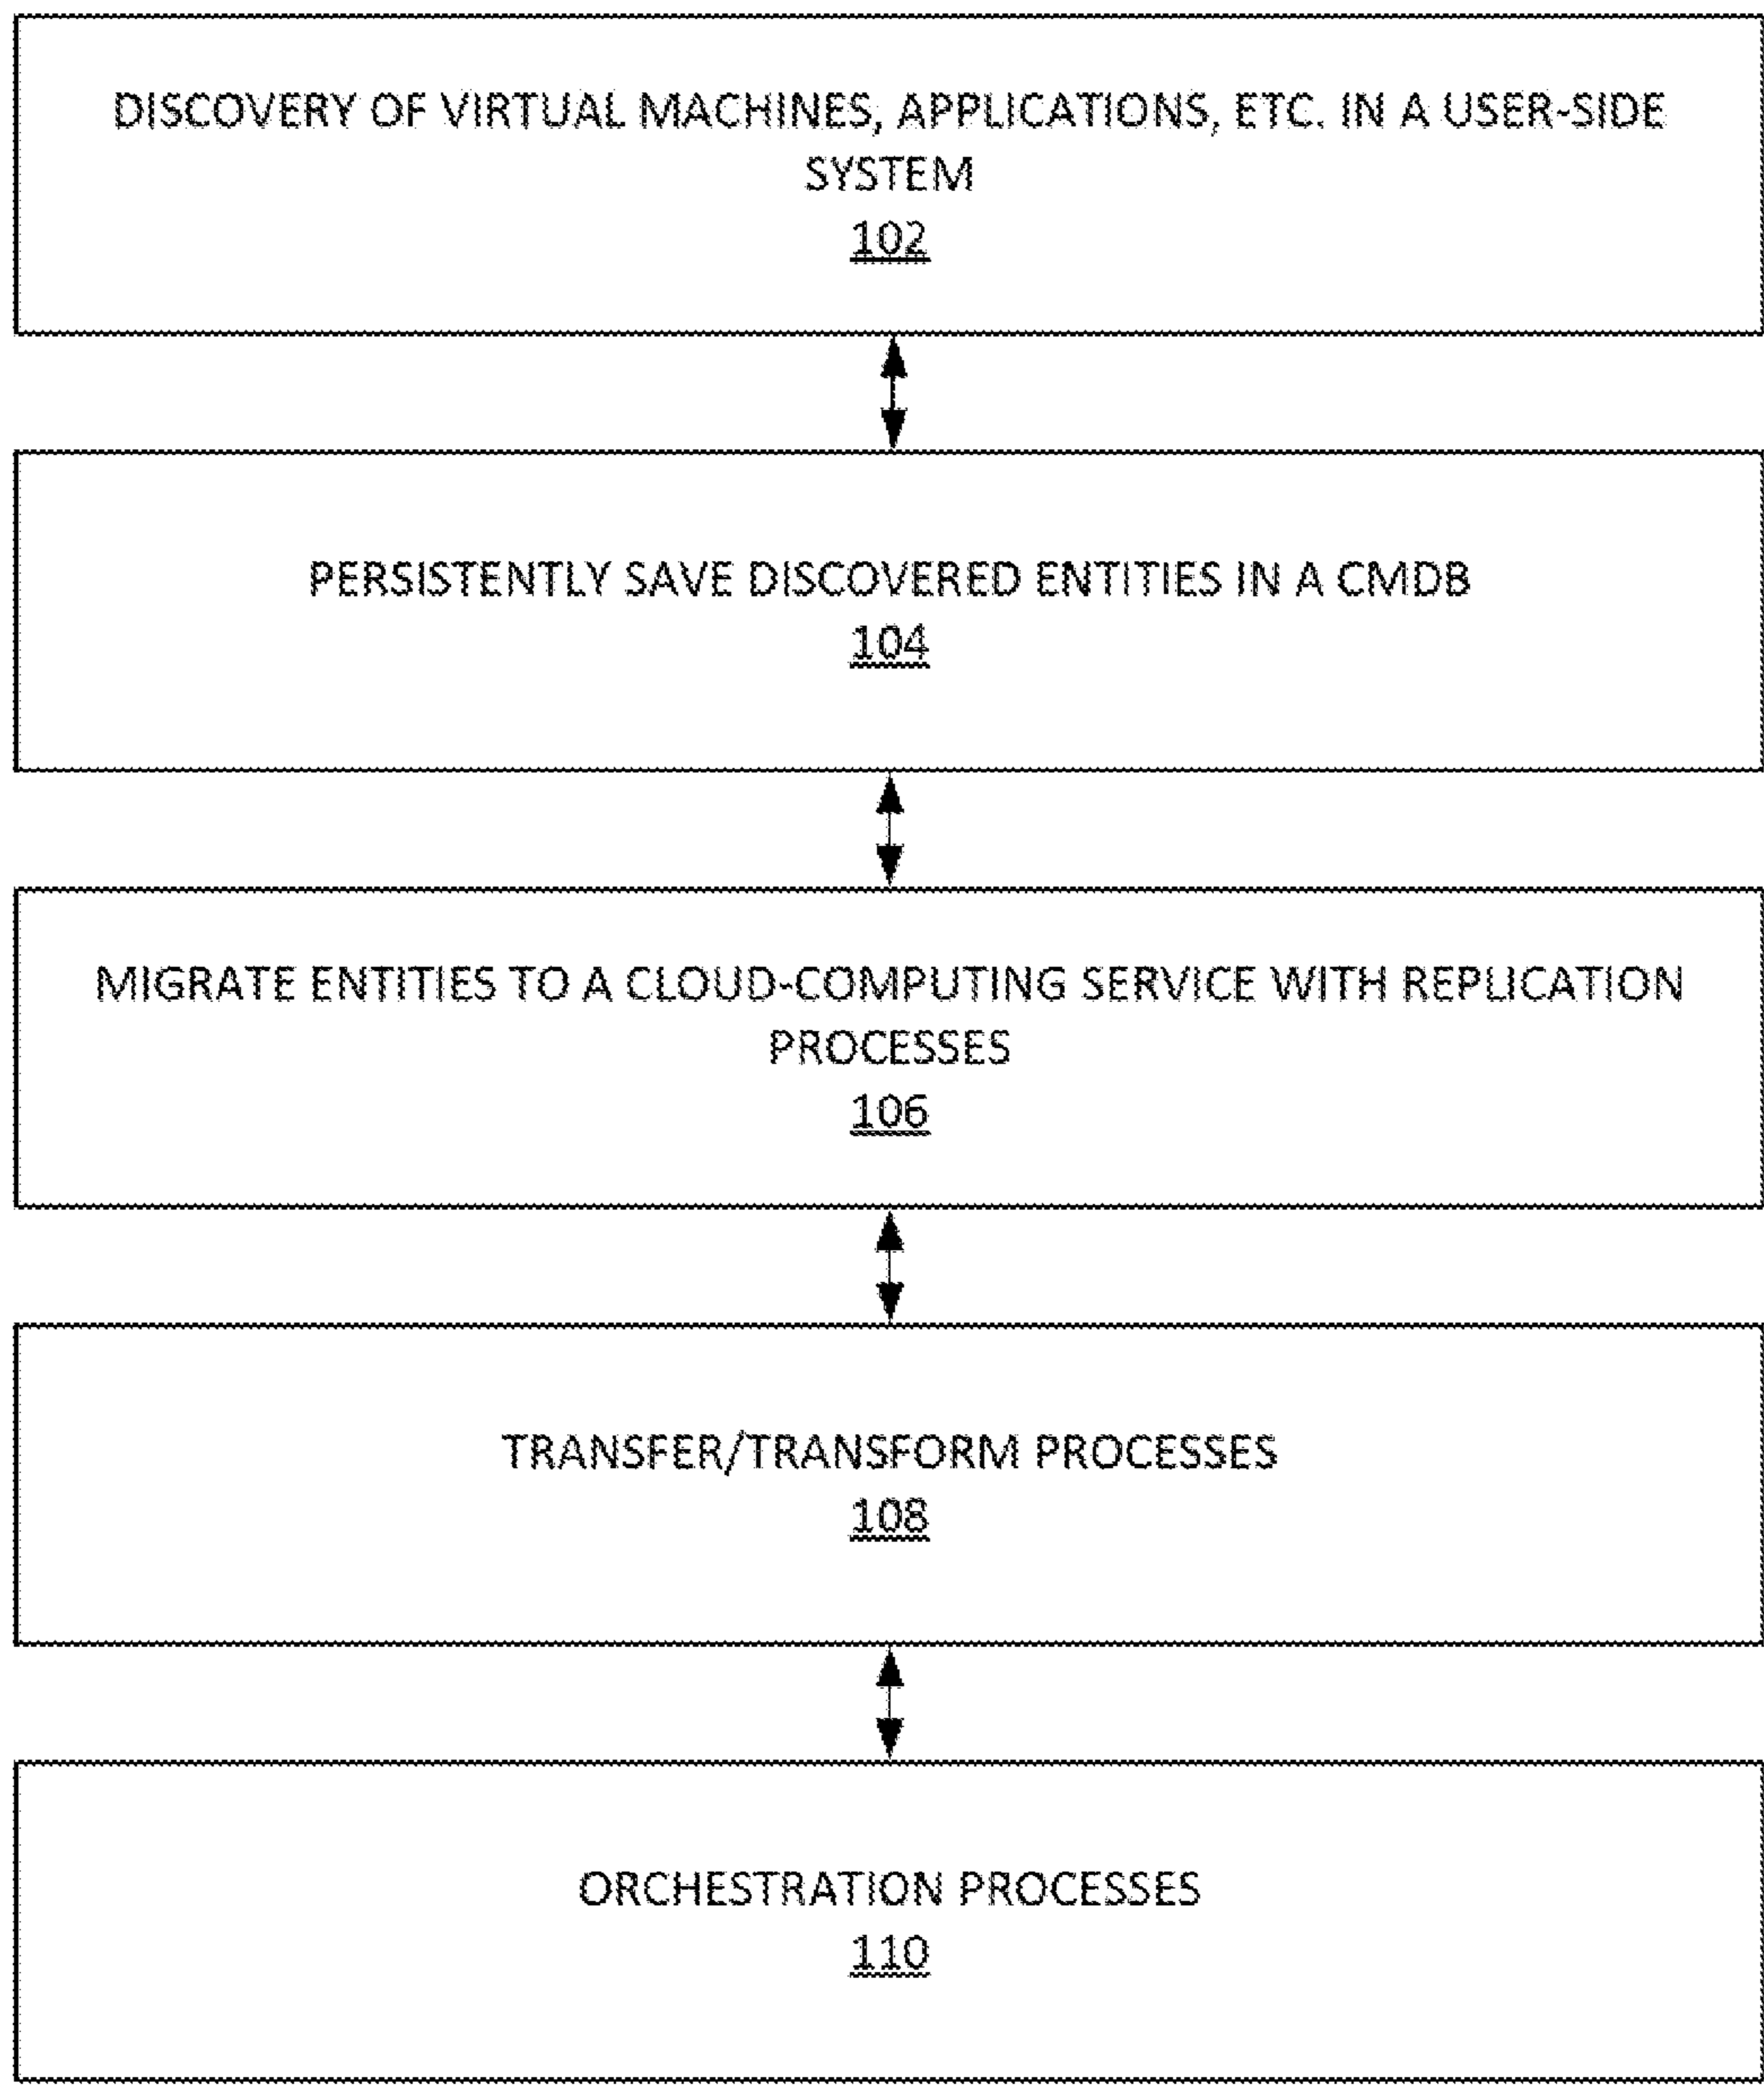 DISCOVERY OF VIRTUAL MACHINES, APPLICATIONS, ETC. IN A USER-SIDE
SYSTEM
102
PERSISTENTLY SAVE DISCOVERED ENTITIES IN A CMDB
104
MIGRATE ENTITIES TO A CLOUD-COMPUTING SERVICE WITH REPLICATION
PROCESSES
106
TRANSFER/TRANSFORM PROCESSES
108
ORCHESTRATION PROCESSES
110